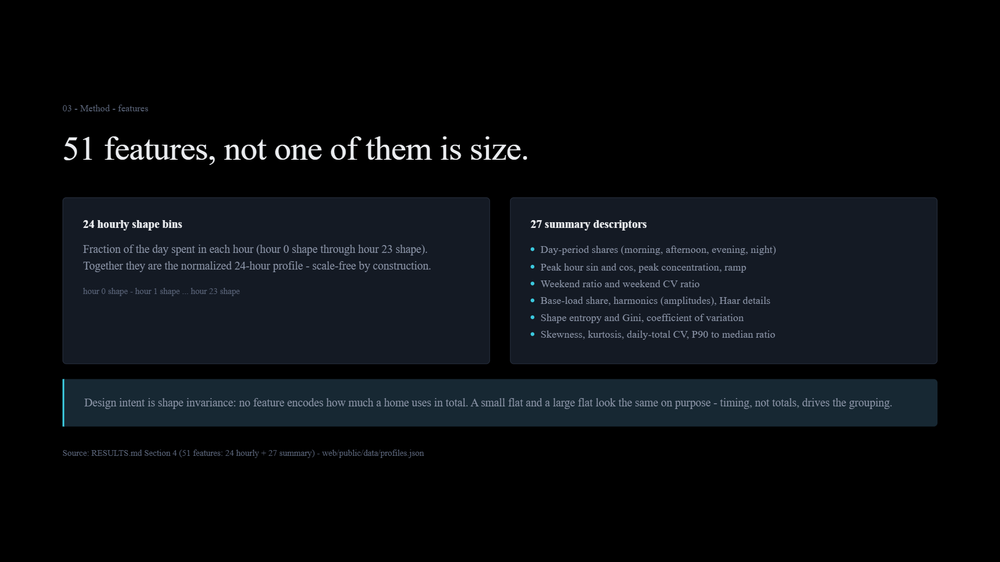 03 - Method - features
51 features, not one of them is size.
24 hourly shape bins
Fraction of the day spent in each hour (hour 0 shape through hour 23 shape).
Together they are the normalized 24-hour profile - scale-free by construction.
hour 0 shape - hour 1 shape ... hour 23 shape
27 summary descriptors
Day-period shares (morning, afternoon, evening, night)
Peak hour sin and cos, peak concentration, ramp
Weekend ratio and weekend CV ratio
Base-load share, harmonics (amplitudes), Haar details
Shape entropy and Gini, coefficient of variation
Skewness, kurtosis, daily-total CV, P90 to median ratio
Design intent is shape invariance: no feature encodes how much a home uses in total. A small flat and a large flat look the same on purpose - timing, not totals, drives the grouping.
Source: RESULTS.md Section 4 (51 features: 24 hourly + 27 summary) - web/public/data/profiles.json